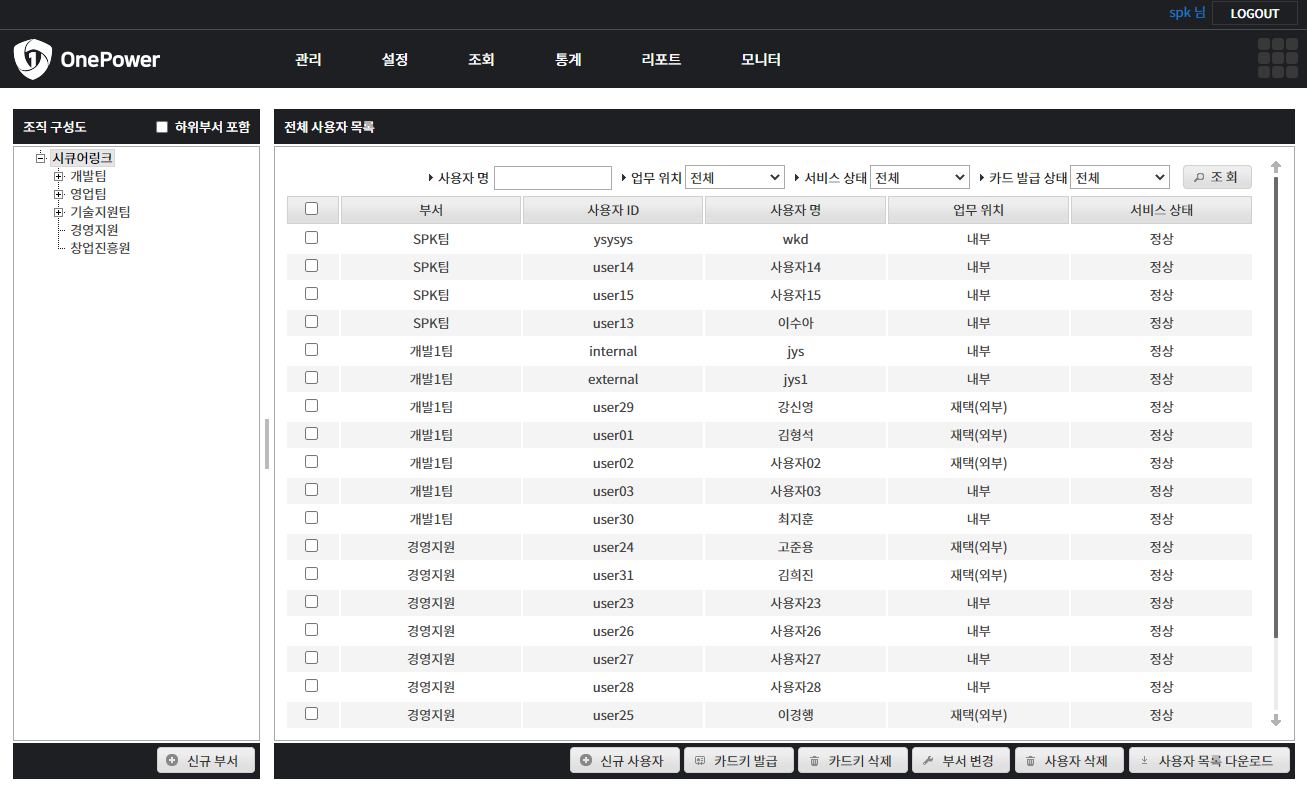 spk 님 LOGOUT
OnePower 관리 설정 조회 통계 리포트 모니터
조직 구성도 하위부서 포함
시큐어링크
개발팀
영업팀
기술지원팀
경영지원
창업진흥원
신규 부서
전체 사용자 목록
사용자 명 업무 위치 전체 서비스 상태 전체 카드 발급 상태 전체 조 회
부서 사용자 ID 사용자 명 업무 위치 서비스 상태
SPK팀 ysysys wkd 내부 정상
SPK팀 user14 사용자14 내부 정상
SPK팀 user15 사용자15 내부 정상
SPK팀 user13 이수아 내부 정상
개발1팀 internal jys 내부 정상
개발1팀 external jys1 내부 정상
개발1팀 user29 강신영 재택(외부) 정상
개발1팀 user01 김형석 재택(외부) 정상
개발1팀 user02 사용자02 재택(외부) 정상
개발1팀 user03 사용자03 내부 정상
개발1팀 user30 최지훈 내부 정상
경영지원 user24 고준용 재택(외부) 정상
경영지원 user31 김희진 재택(외부) 정상
경영지원 user23 사용자23 내부 정상
경영지원 user26 사용자26 내부 정상
경영지원 user27 사용자27 내부 정상
경영지원 user28 사용자28 내부 정상
경영지원 user25 이경행 재택(외부) 정상
신규 사용자 카드키 발급 카드키 삭제 부서 변경 사용자 삭제 사용자 목록 다운로드